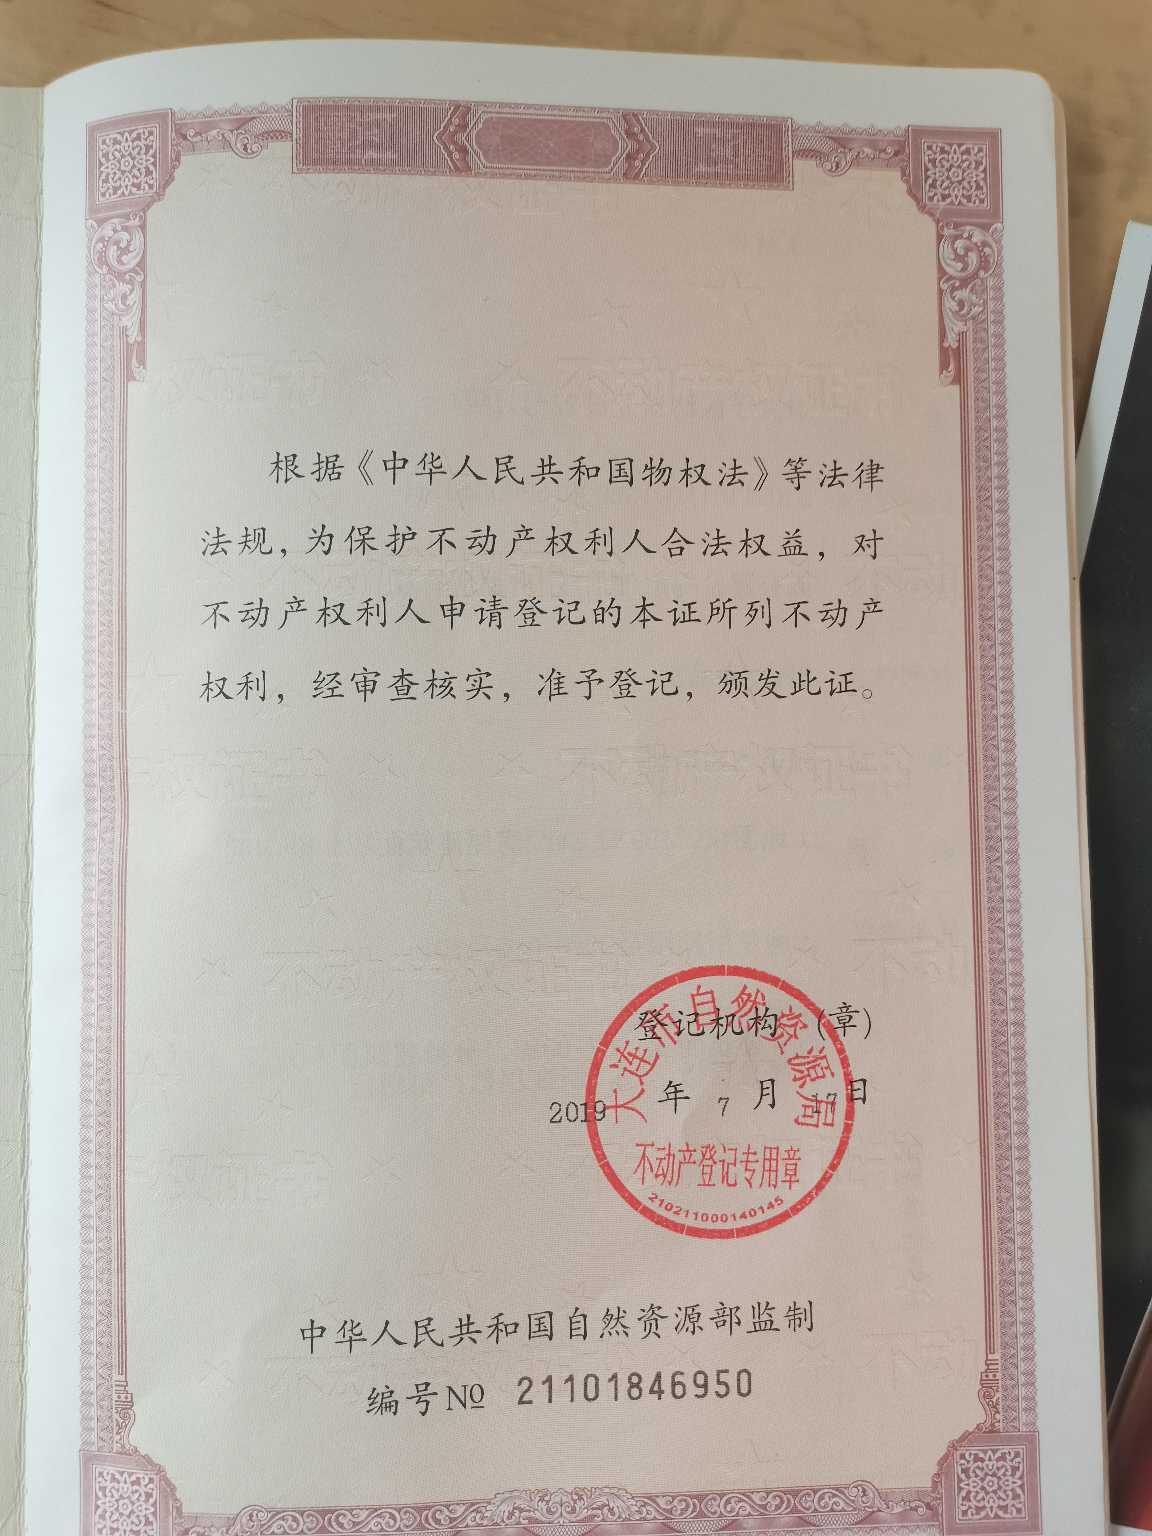 根据《中华人民共和国物权法》等法律
法规，为保护不动产权利人合法权益，对
不动产权利人申请登记的本证所列不动产
权利，经审查核实，准予登记，颁发此证。
登记机构（章）
2019 年 7 月 17 日
大连市自然资源局
不动产登记专用章
210211000140145
中华人民共和国自然资源部监制
编号 № 21101846950